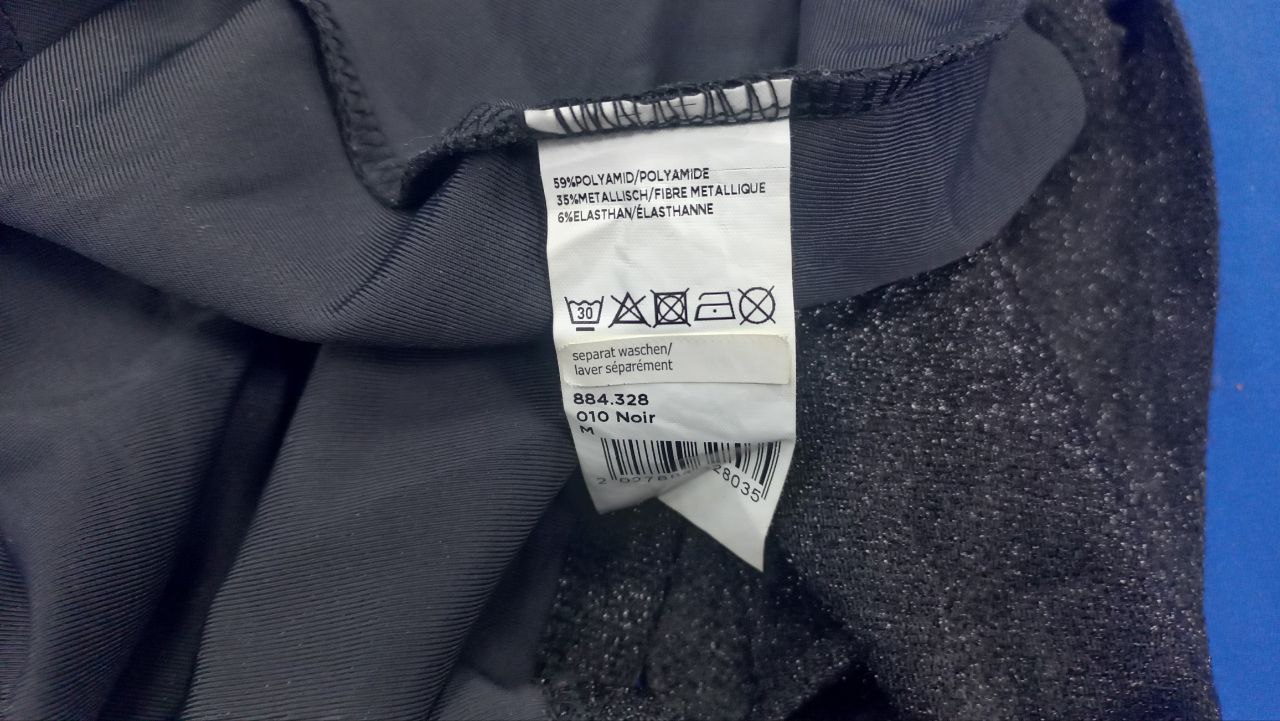 59%POLYAMID/POLYAMIDE
35%METALLISCH/FIBRE METALLIQUE
6%ELASTHAN/ÉLASTHANNE
30
separat waschen/
laver séparément
884.328
010 Noir
M
28035